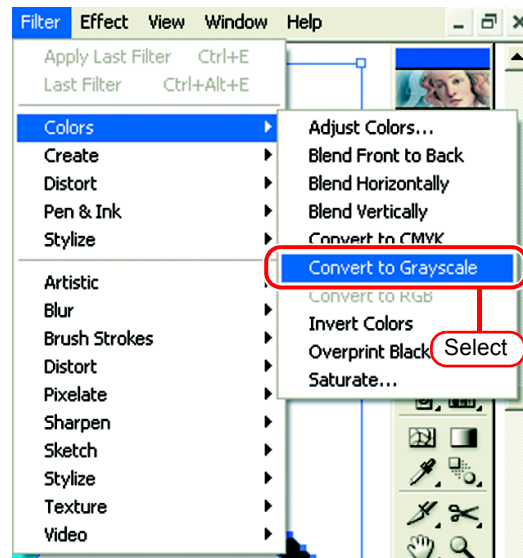 Filter Effect View Window Help
Apply Last Filter Ctrl+E
Last Filter Ctrl+Alt+E
Colors
Create
Distort
Pen & Ink
Stylize
Artistic
Blur
Brush Strokes
Distort
Pixelate
Sharpen
Sketch
Stylize
Texture
Video
Adjust Colors...
Blend Front to Back
Blend Horizontally
Blend Vertically
Convert to CMYK
Convert to Grayscale
Convert to RGB
Invert Colors
Overprint Black
Saturate...
Select